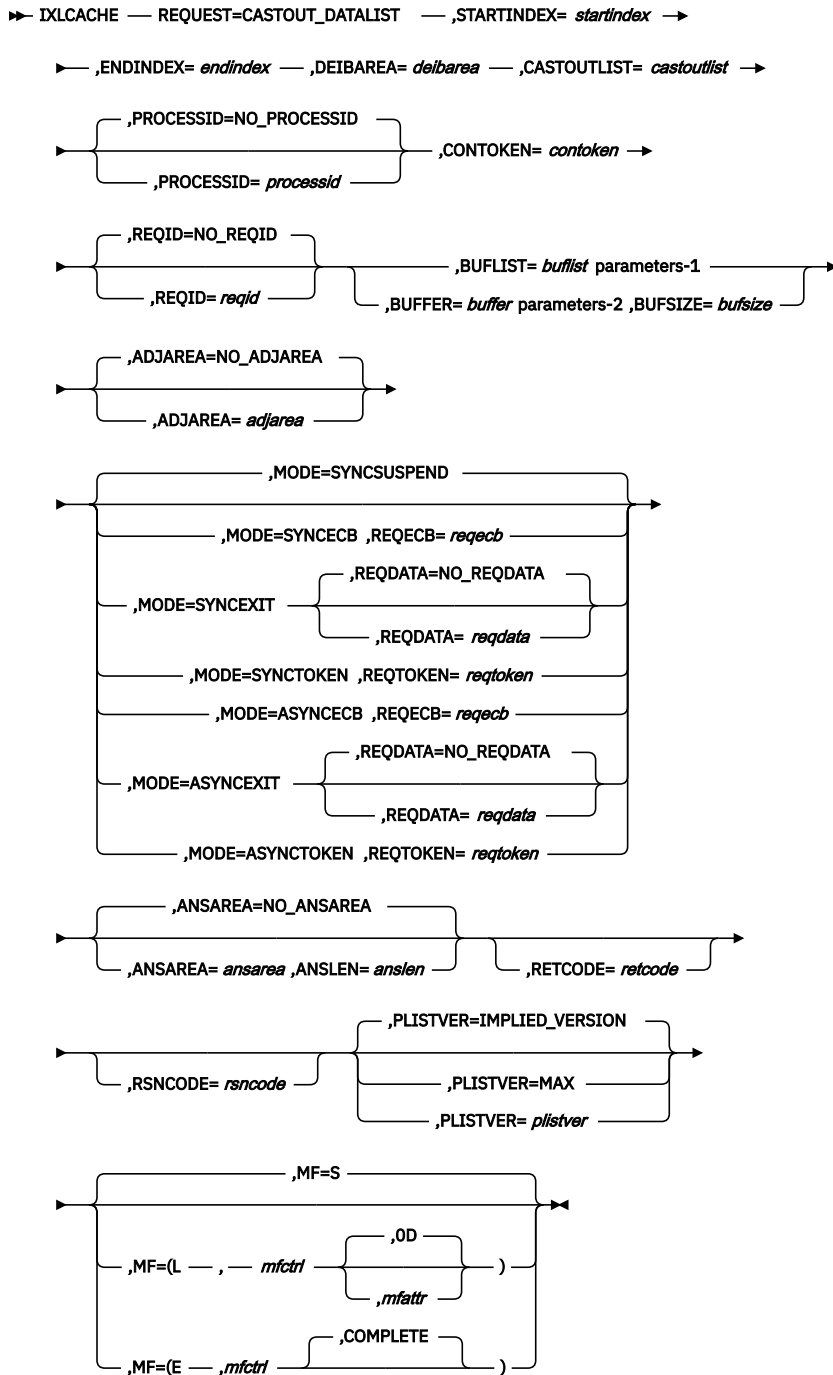 IXLCACHE REQUEST=CASTOUT_DATALIST ,STARTINDEX= startindex
,ENDINDEX= endindex ,DEIBAREA= deibarea ,CASTOUTLIST= castoutlist
,PROCESSID=NO_PROCESSID
,CONTOKEN= contoken
,PROCESSID= processid
,REQID=NO_REQID
,BUFLIST= buflist parameters-1
,REQID= reqid
,BUFFER= buffer parameters-2 ,BUFSIZE= bufsize
,ADJAREA=NO_ADJAREA
,ADJAREA= adjarea
,MODE=SYNCSUSPEND
,MODE=SYNCECB ,REQECB= reqecb
,REQDATA=NO_REQDATA
,MODE=SYNCEXIT
,REQDATA= reqdata
,MODE=SYNCTOKEN ,REQTOKEN= reqtoken
,MODE=ASYNCECB ,REQECB= reqecb
,REQDATA=NO_REQDATA
,MODE=ASYNCEXIT
,REQDATA= reqdata
,MODE=ASYNCTOKEN ,REQTOKEN= reqtoken
,ANSAREA=NO_ANSAREA
,ANSAREA= ansarea ,ANSLEN= anslen
,RETCODE= retcode
,PLISTVER=IMPLIED_VERSION
,RSNCODE= rsncode
,PLISTVER=MAX
,PLISTVER= plistver
,MF=S
,0D
,MF=(L , mfctrl )
,mfattr
,COMPLETE
,MF=(E ,mfctrl )